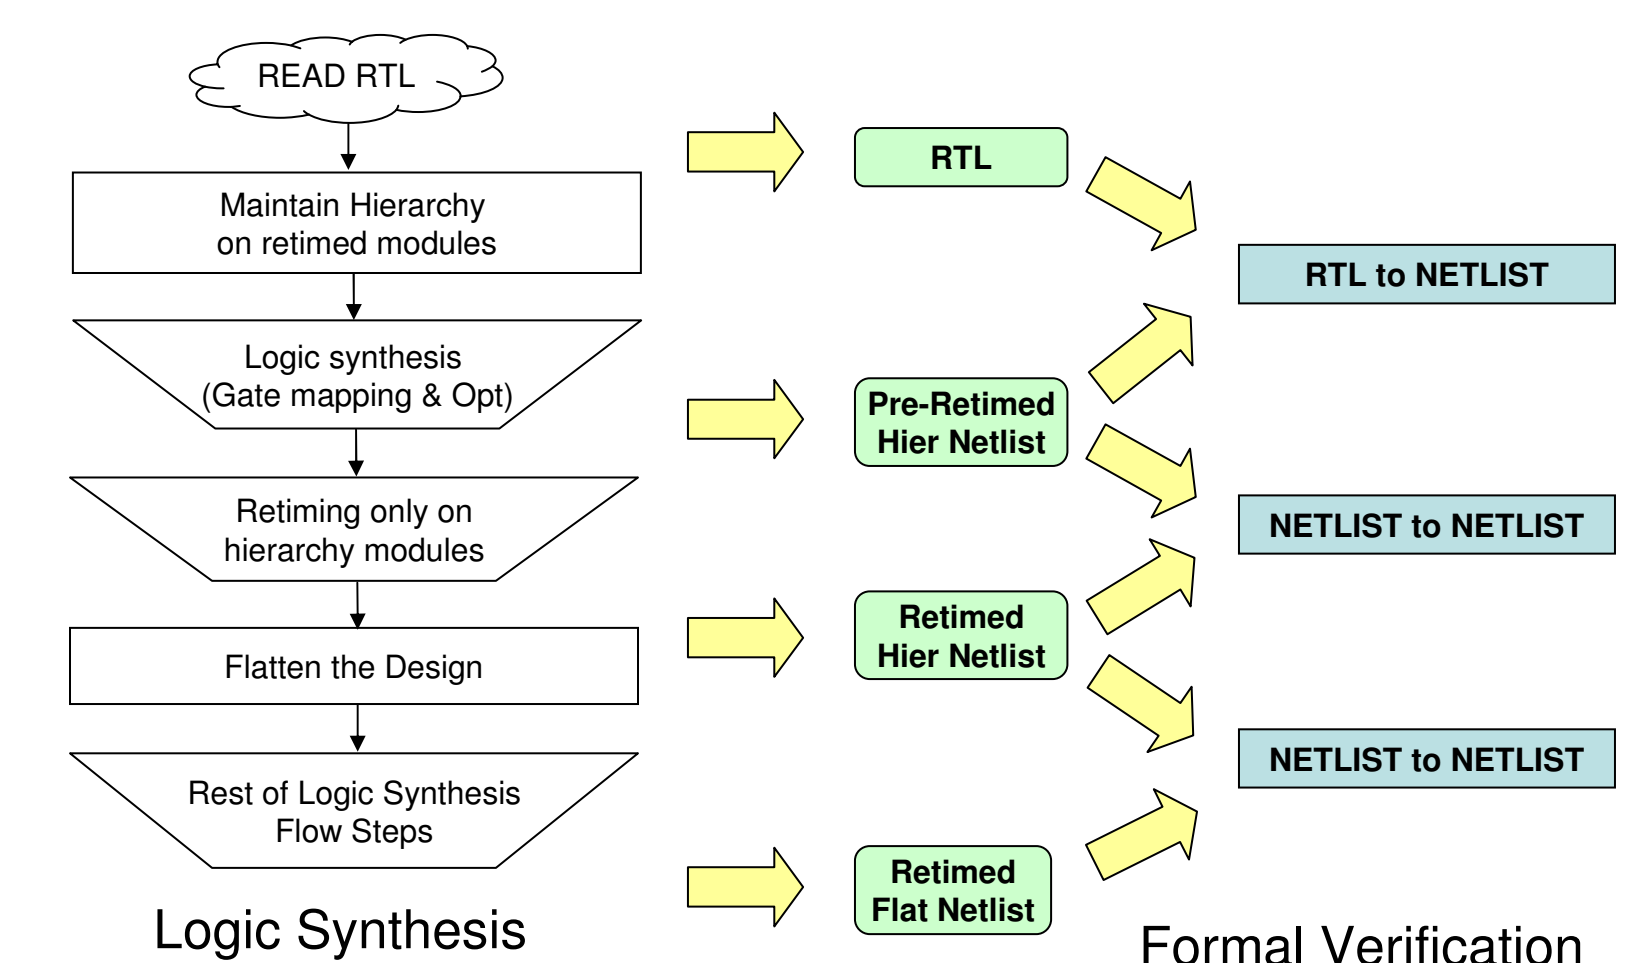 READ RTL
Maintain Hierarchy
on retimed modules
Logic synthesis
(Gate mapping & Opt)
Retiming only on
hierarchy modules
Flatten the Design
Rest of Logic Synthesis
Flow Steps
Logic Synthesis
RTL
Pre-Retimed
Hier Netlist
Retimed
Hier Netlist
Retimed
Flat Netlist
RTL to NETLIST
NETLIST to NETLIST
NETLIST to NETLIST
Formal Verification